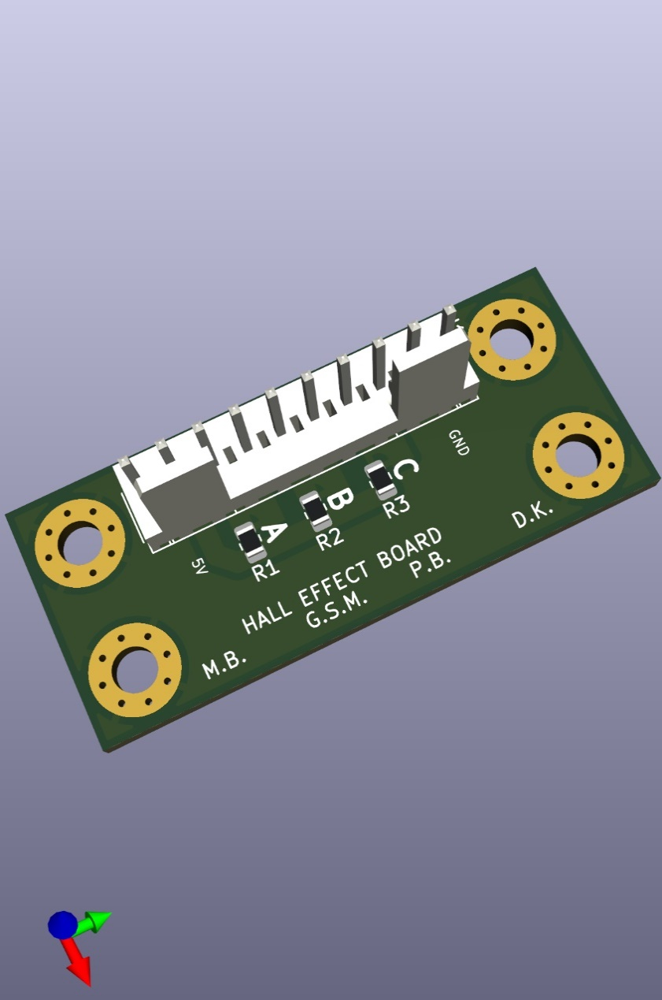 GND
5V
A
B
C
R1
R2
R3
HALL EFFECT BOARD
G.S.M.
P.B.
M.B.
D.K.